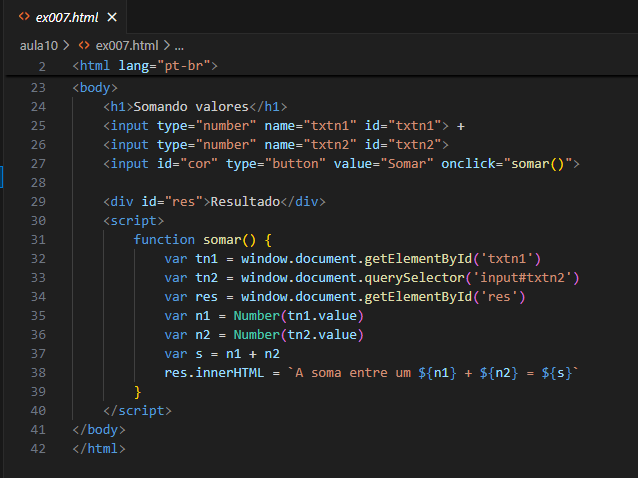 ex007.html
aula10 > ex007.html > ...
2 <html lang="pt-br">
23 <body>
24 <h1>Somando valores</h1>
25 <input type="number" name="txtn1" id="txtn1"> +
26 <input type="number" name="txtn2" id="txtn2">
27 <input id="cor" type="button" value="Somar" onclick="somar()">
28
29 <div id="res">Resultado</div>
30 <script>
31 function somar() {
32 var tn1 = window.document.getElementById('txtn1')
33 var tn2 = window.document.querySelector('input#txtn2')
34 var res = window.document.getElementById('res')
35 var n1 = Number(tn1.value)
36 var n2 = Number(tn2.value)
37 var s = n1 + n2
38 res.innerHTML = `A soma entre um ${n1} + ${n2} = ${s}`
39 }
40 </script>
41 </body>
42 </html>